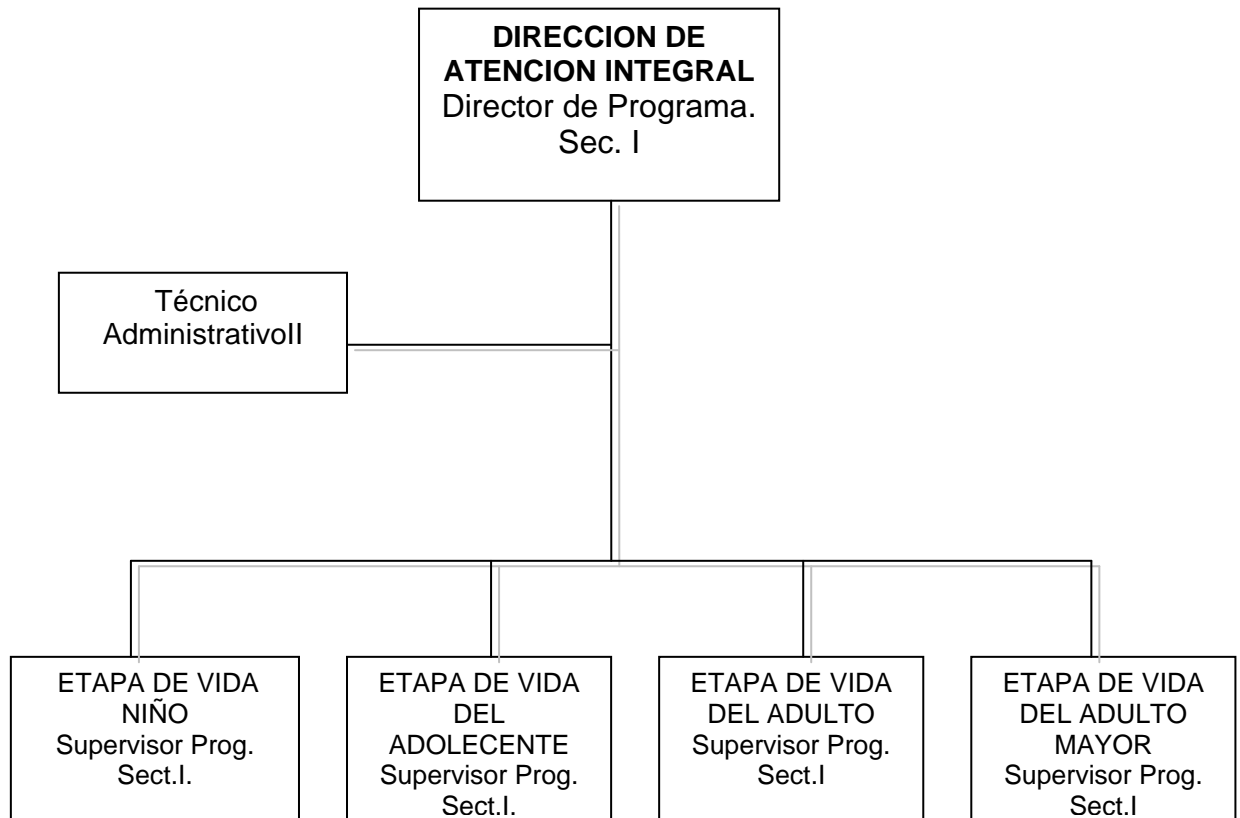 DIRECCION DE
ATENCION INTEGRAL
Director de Programa.
Sec. I
Técnico
AdministrativoII
ETAPA DE VIDA
NIÑO
Supervisor Prog.
Sect.I.
ETAPA DE VIDA
DEL
ADOLECENTE
Supervisor Prog.
Sect.I.
ETAPA DE VIDA
DEL ADULTO
Supervisor Prog.
Sect.I
ETAPA DE VIDA
DEL ADULTO
MAYOR
Supervisor Prog.
Sect.I